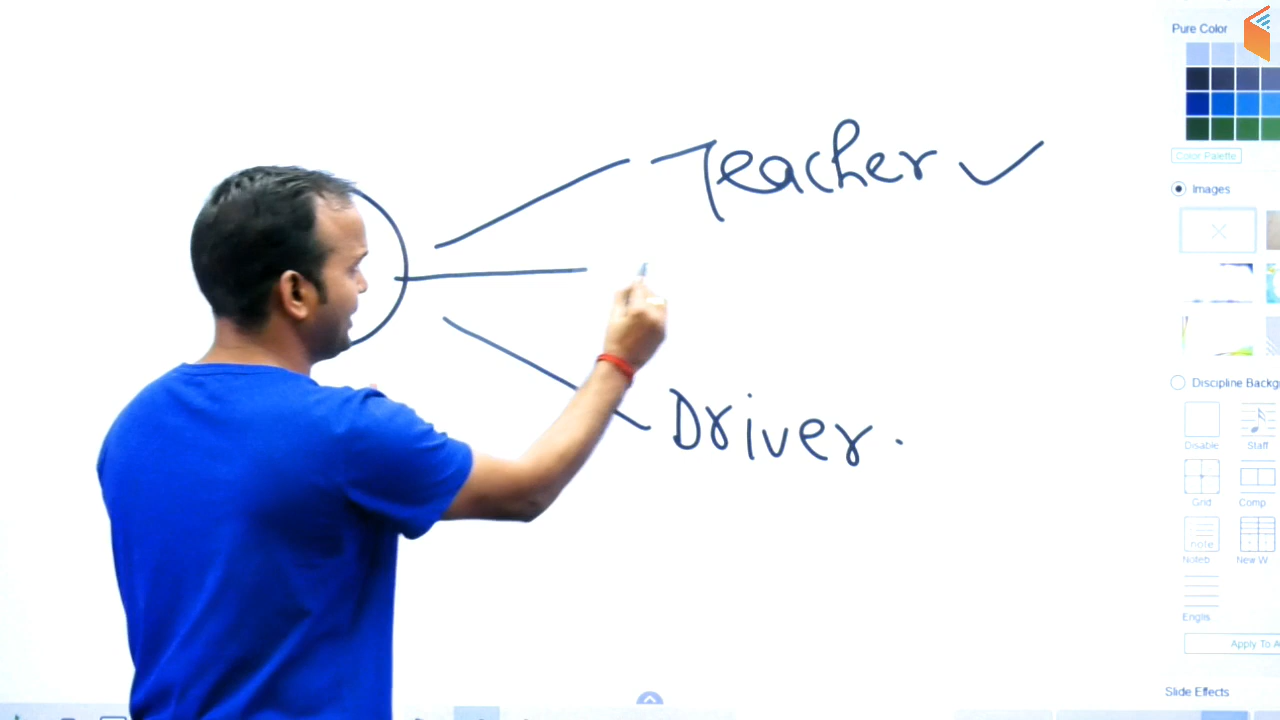 Pure Color
Color Palette
Images
Teacher ✓
Driver.
Discipline Backg
Disable
Staff
Grid
Comp
note
Noteb
New W
Englis
Apply To A
Slide Effects